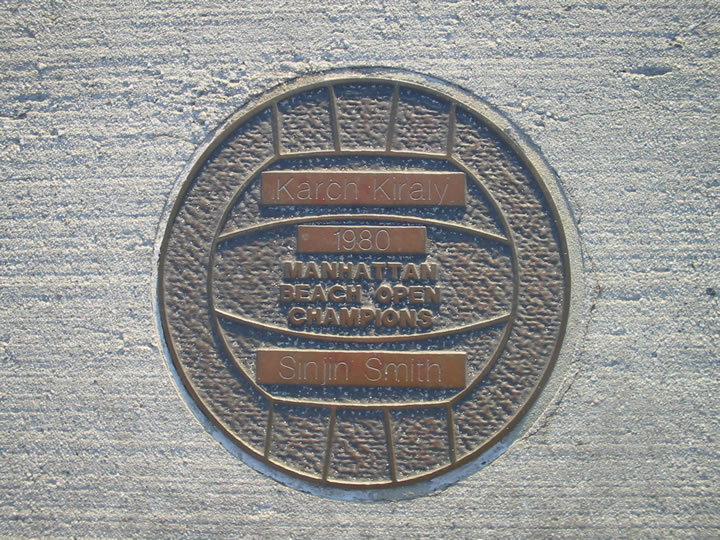 Karch Kiraly
1980
MANHATTAN
BEACH OPEN
CHAMPIONS
Sinjin Smith